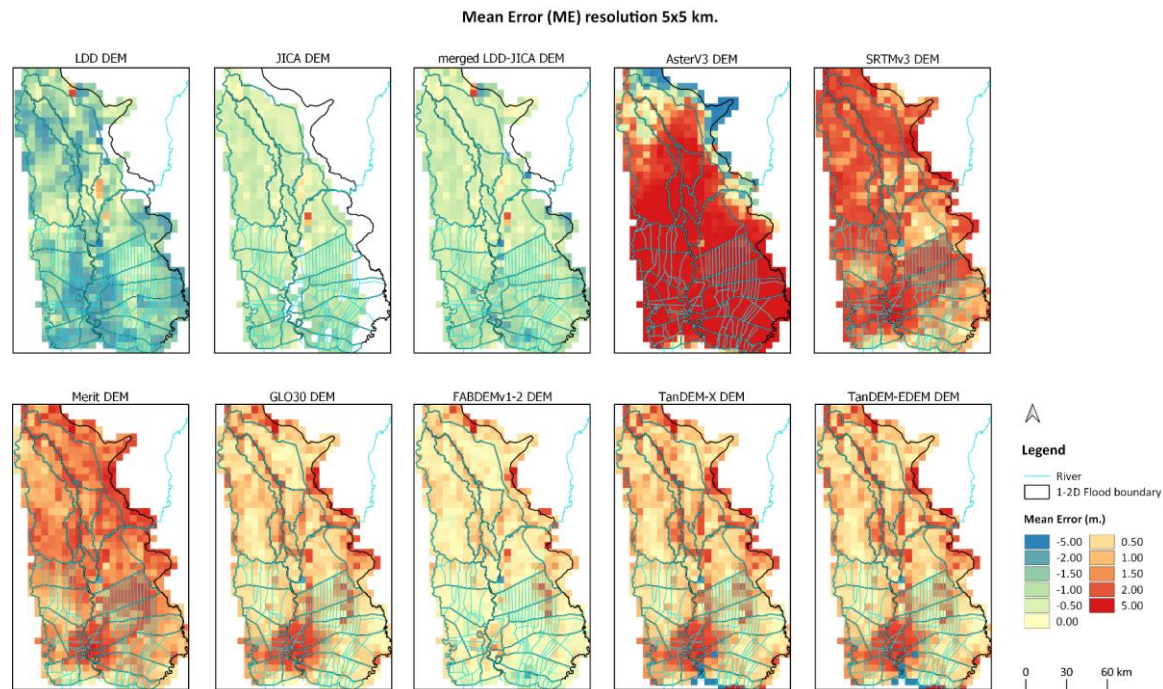 Mean Error (ME) resolution 5x5 km.
LDD DEM
JICA DEM
merged LDD-JICA DEM
AsterV3 DEM
SRTMv3 DEM
Merit DEM
GLO30 DEM
FABDEMv1-2 DEM
TanDEM-X DEM
TanDEM-EDEM DEM
Legend
River
1-2D Flood boundary
Mean Error (m.)
-5.00 0.50
-2.00 1.00
-1.50 1.50
-1.00 2.00
-0.50 5.00
0.00
0 30 60 km